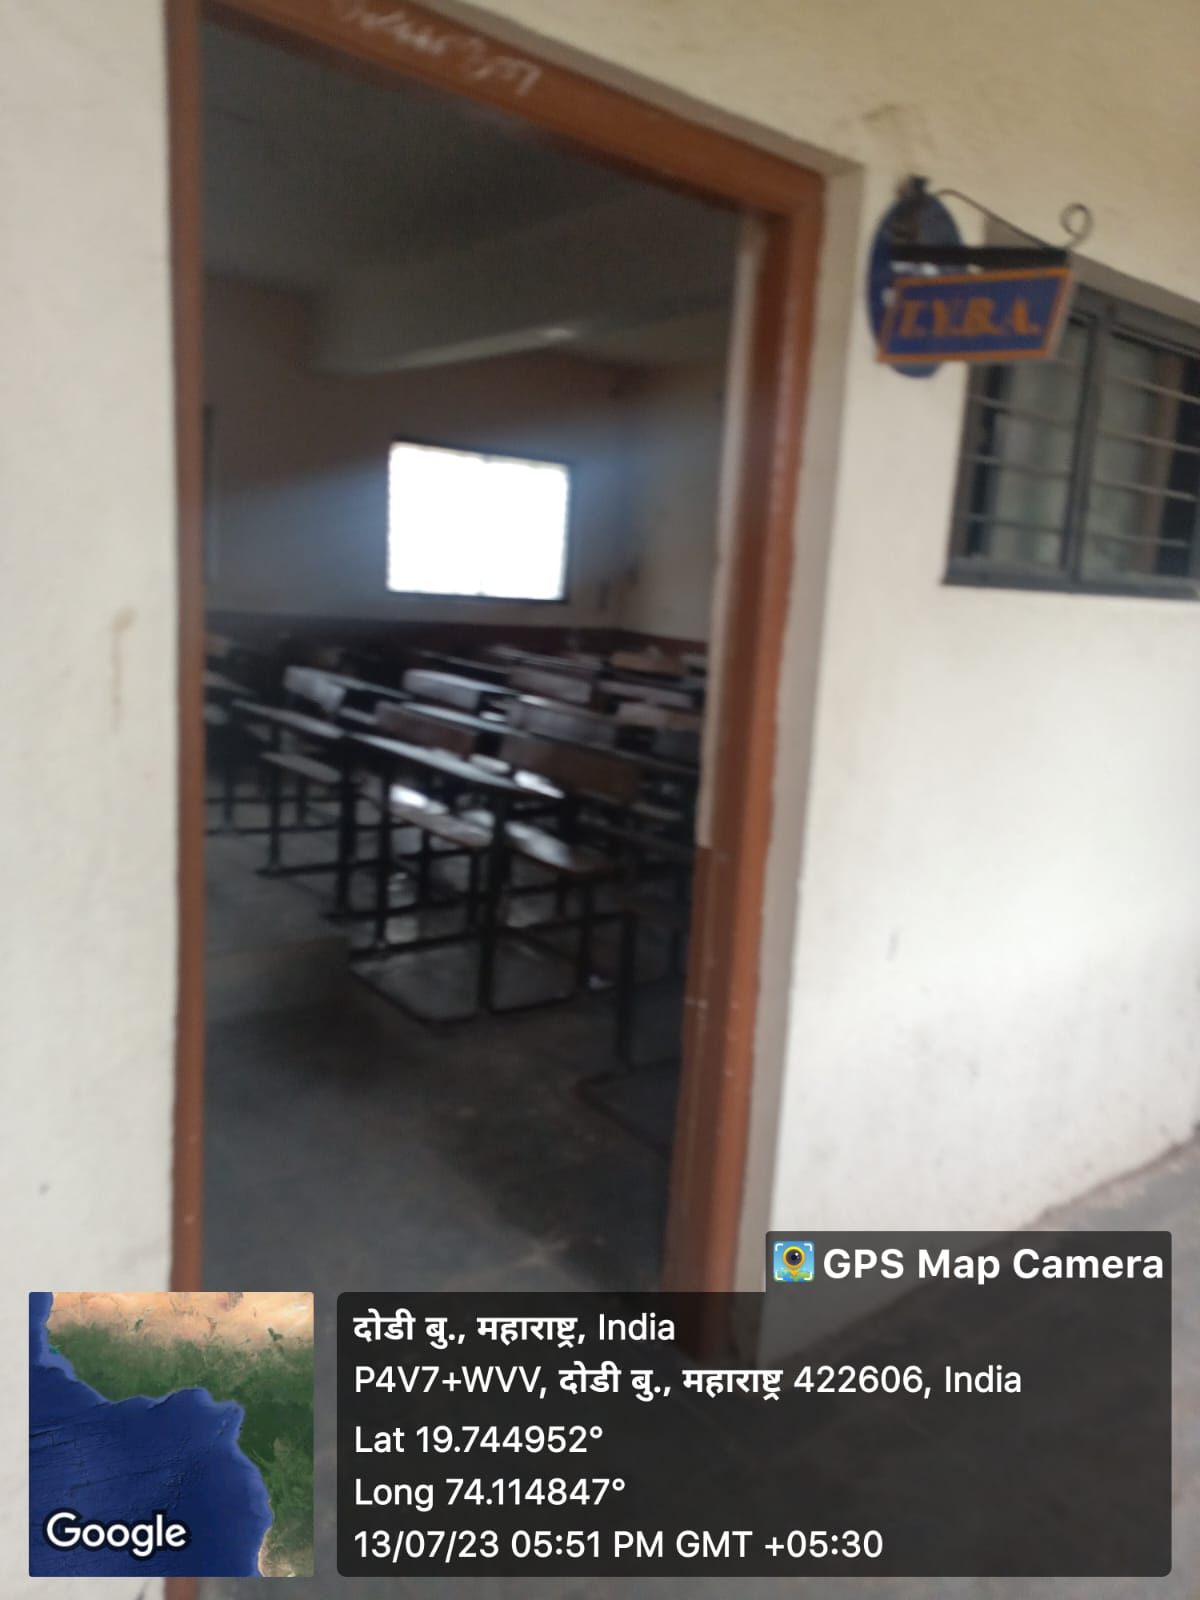 T.Y.B.A.
GPS Map Camera
दोडी बु., महाराष्ट्र, India
P4V7+WVV, दोडी बु., महाराष्ट्र 422606, India
Lat 19.744952°
Long 74.114847°
13/07/23 05:51 PM GMT +05:30
Google